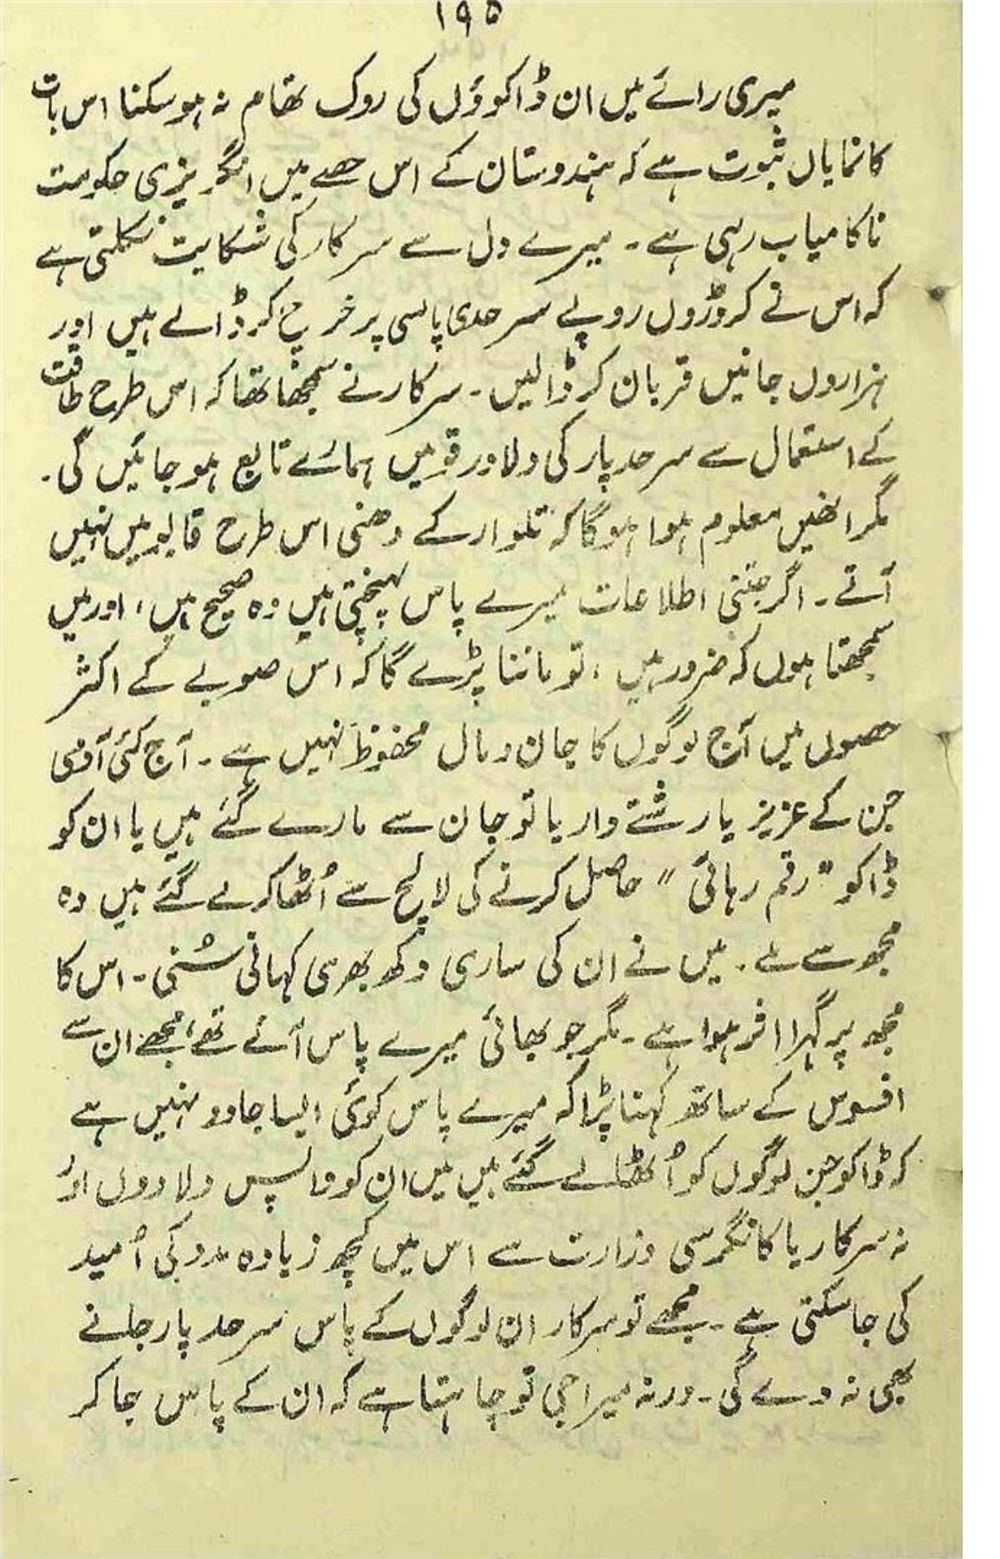 ۱۹۵
میری رائے میں ان ڈاکوؤں کی روک تھام نہ ہو سکنا اس بات
کا نمایاں ثبوت ہے کہ ہندوستان کے اس حصے میں انگریزی حکومت
ناکامیاب رہی ہے۔ میرے دل سے سرکار کی شکایت نکلتی ہے
کہ اس نے کروڑوں روپے سرحدی پالسی پر خرچ کر ڈالے ہیں اور
ہزاروں جانیں قربان کر ڈالیں۔ سرکار نے سمجھا تھا کہ اس طرح طاقت
کے استعمال سے سرحد پار کی دلاور قومیں ہمارے تابع ہو جائیں گی۔
مگر انھیں معلوم ہوا ہوگا کہ تلوار کے دھنی اس طرح قابو میں نہیں
آتے۔ اگر جتنی اطلاعات میرے پاس پہنچتی ہیں وہ صحیح ہیں، اور میں
سمجھتا ہوں کہ ضرور ہیں، تو ماننا پڑے گا کہ اس صوبے کے اکثر
حصوں میں آج لوگوں کا جان و مال محفوظ نہیں ہے۔ آج کئی آدمی
جن کے عزیز یا رشتے دار یا تو جان سے مارے گئے ہیں یا ان کو
ڈاکو "رقم رہائی" حاصل کرنے کی لالچ سے اُٹھا کر لے گئے ہیں وہ
مجھ سے ملے۔ میں نے ان کی ساری دکھ بھری کہانی سُنی۔ اس کا
مجھ پر گہرا اثر ہوا ہے۔ مگر جو بھائی میرے پاس آئے تھے، مجھے ان سے
افسوس کے ساتھ کہنا پڑا کہ میرے پاس کوئی ایسا جادو نہیں ہے
کہ ڈاکو جن لوگوں کو اُٹھا لے گئے ہیں میں ان کو واپس دلا دوں اور
نہ سرکار یا کانگرسی وزارت سے اس میں کچھ زیادہ مدد کی اُمید
کی جا سکتی ہے۔ مجھے تو سرکار ان لوگوں کے پاس سرحد پار جانے
بھی نہ دے گی۔ ورنہ میرا جی تو چاہتا ہے کہ ان کے پاس جا کر